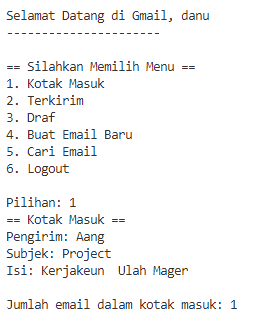 Selamat Datang di Gmail, danu
----------------------
== Silahkan Memilih Menu ==
1. Kotak Masuk
2. Terkirim
3. Draf
4. Buat Email Baru
5. Cari Email
6. Logout
Pilihan: 1
== Kotak Masuk ==
Pengirim: Aang
Subjek: Project
Isi: Kerjakeun  Ulah Mager
Jumlah email dalam kotak masuk: 1